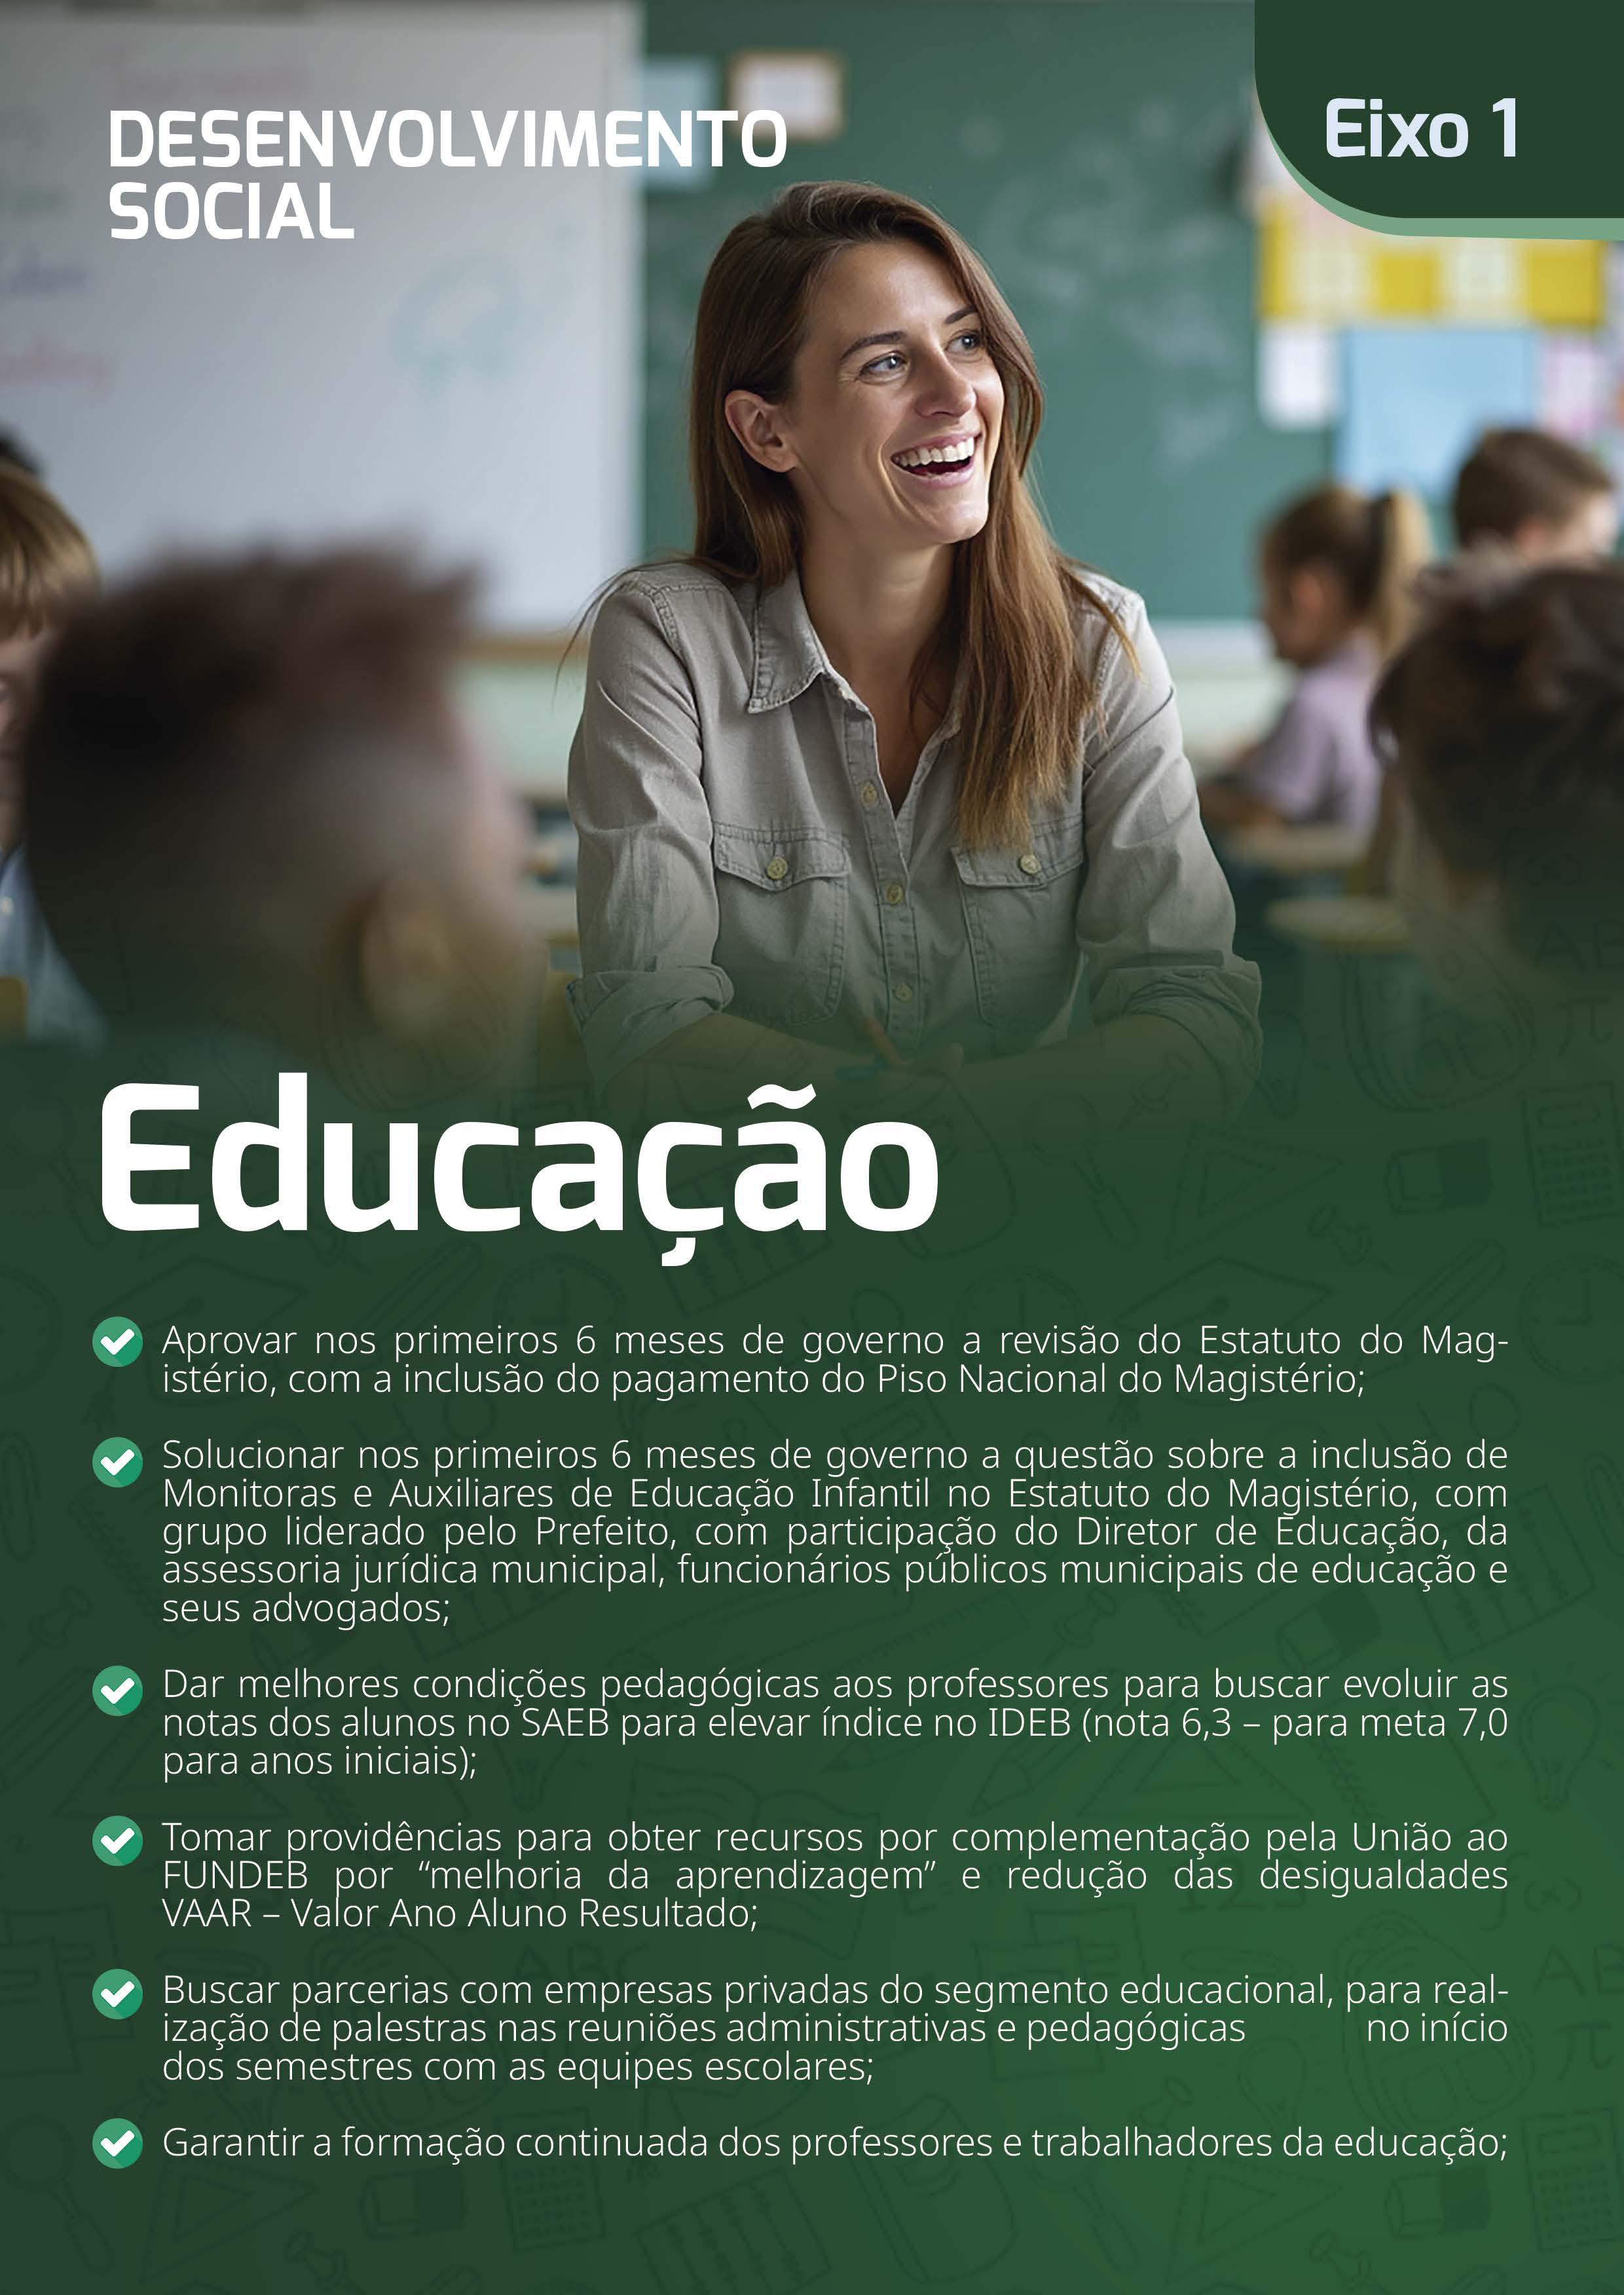 DESENVOLVIMENTO
SOCIAL
Eixo 1
Educação
Aprovar nos primeiros 6 meses de governo a revisão do Estatuto do Mag-
istério, com a inclusão do pagamento do Piso Nacional do Magistério;
Solucionar nos primeiros 6 meses de governo a questão sobre a inclusão de
Monitoras e Auxiliares de Educação Infantil no Estatuto do Magistério, com
grupo liderado pelo Prefeito, com participação do Diretor de Educação, da
assessoria jurídica municipal, funcionários públicos municipais de educação e
seus advogados;
Dar melhores condições pedagógicas aos professores para buscar evoluir as
notas dos alunos no SAEB para elevar índice no IDEB (nota 6,3 – para meta 7,0
para anos iniciais);
Tomar providências para obter recursos por complementação pela União ao
FUNDEB por “melhoria da aprendizagem” e redução das desigualdades
VAAR – Valor Ano Aluno Resultado;
Buscar parcerias com empresas privadas do segmento educacional, para real-
ização de palestras nas reuniões administrativas e pedagógicas no início
dos semestres com as equipes escolares;
Garantir a formação continuada dos professores e trabalhadores da educação;